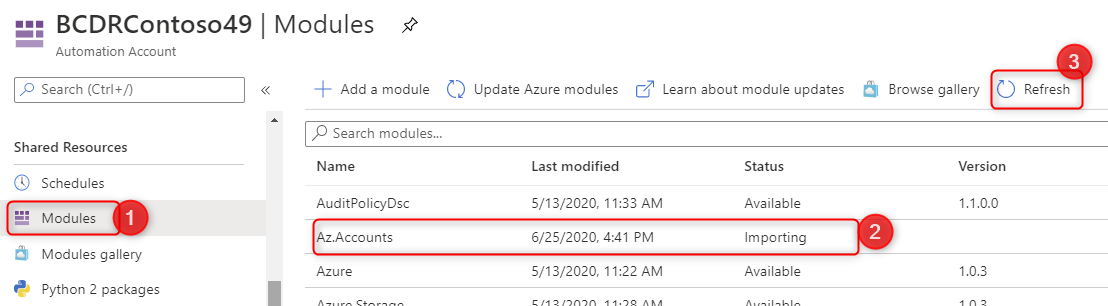 BCDRContoso49 | Modules
Automation Account
Search (Ctrl+/)
«
Shared Resources
Schedules
Modules
1
Modules gallery
Python 2 packages
3
Add a module
Update Azure modules
Learn about module updates
Browse gallery
Refresh
Search modules...
Name Last modified Status Version
AuditPolicyDsc 5/13/2020, 11:33 AM Available 1.1.0.0
Az.Accounts 6/25/2020, 4:41 PM Importing
2
Azure 5/13/2020, 11:22 AM Available 1.0.3
Azure.Storage 5/13/2020, 11:28 AM Available 1.0.3